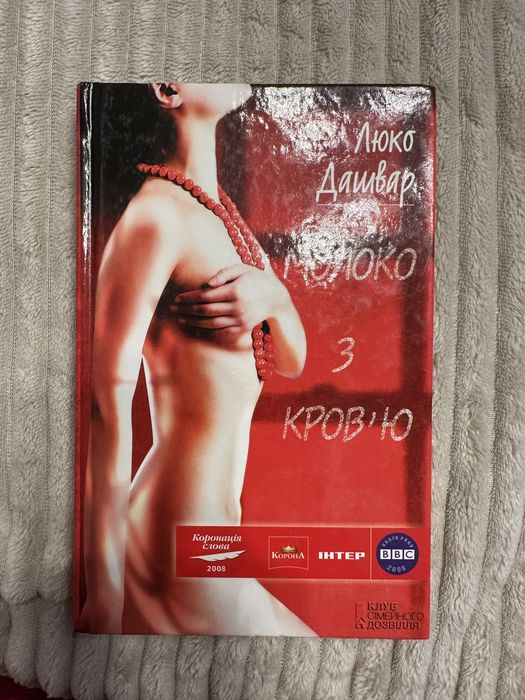 Люко
Дашвар
МОЛОКО
З
КРОВ'Ю
Коронація
слова
2008
КОРОНА
ІНТЕР
BBC
2008
КЛУБ
СІМЕЙНОГО
ДОЗВІЛЛЯ